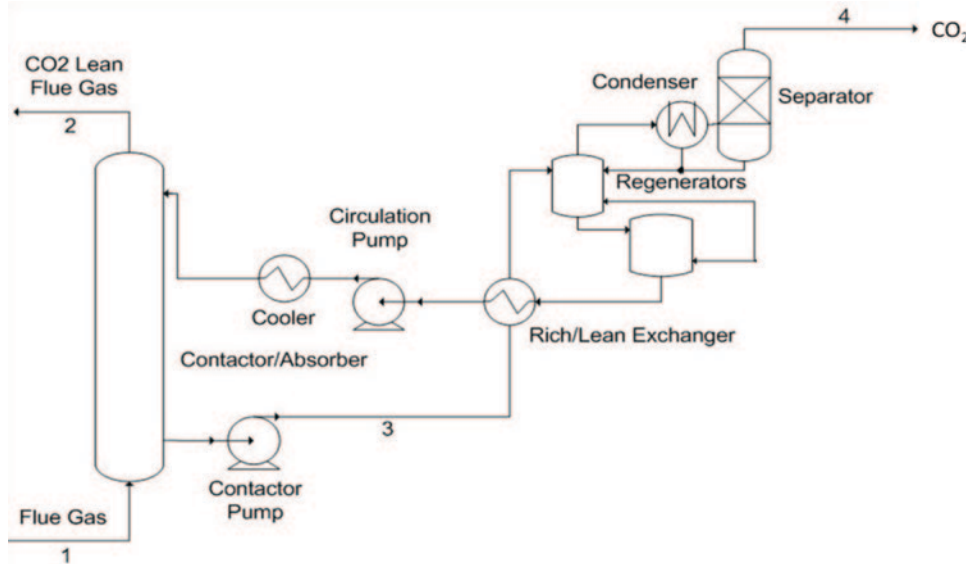 4
CO₂
CO2 Lean
Flue Gas
2
Condenser
Separator
Regenerators
Circulation
Pump
Cooler
Rich/Lean Exchanger
Contactor/Absorber
3
Contactor
Pump
Flue Gas
1